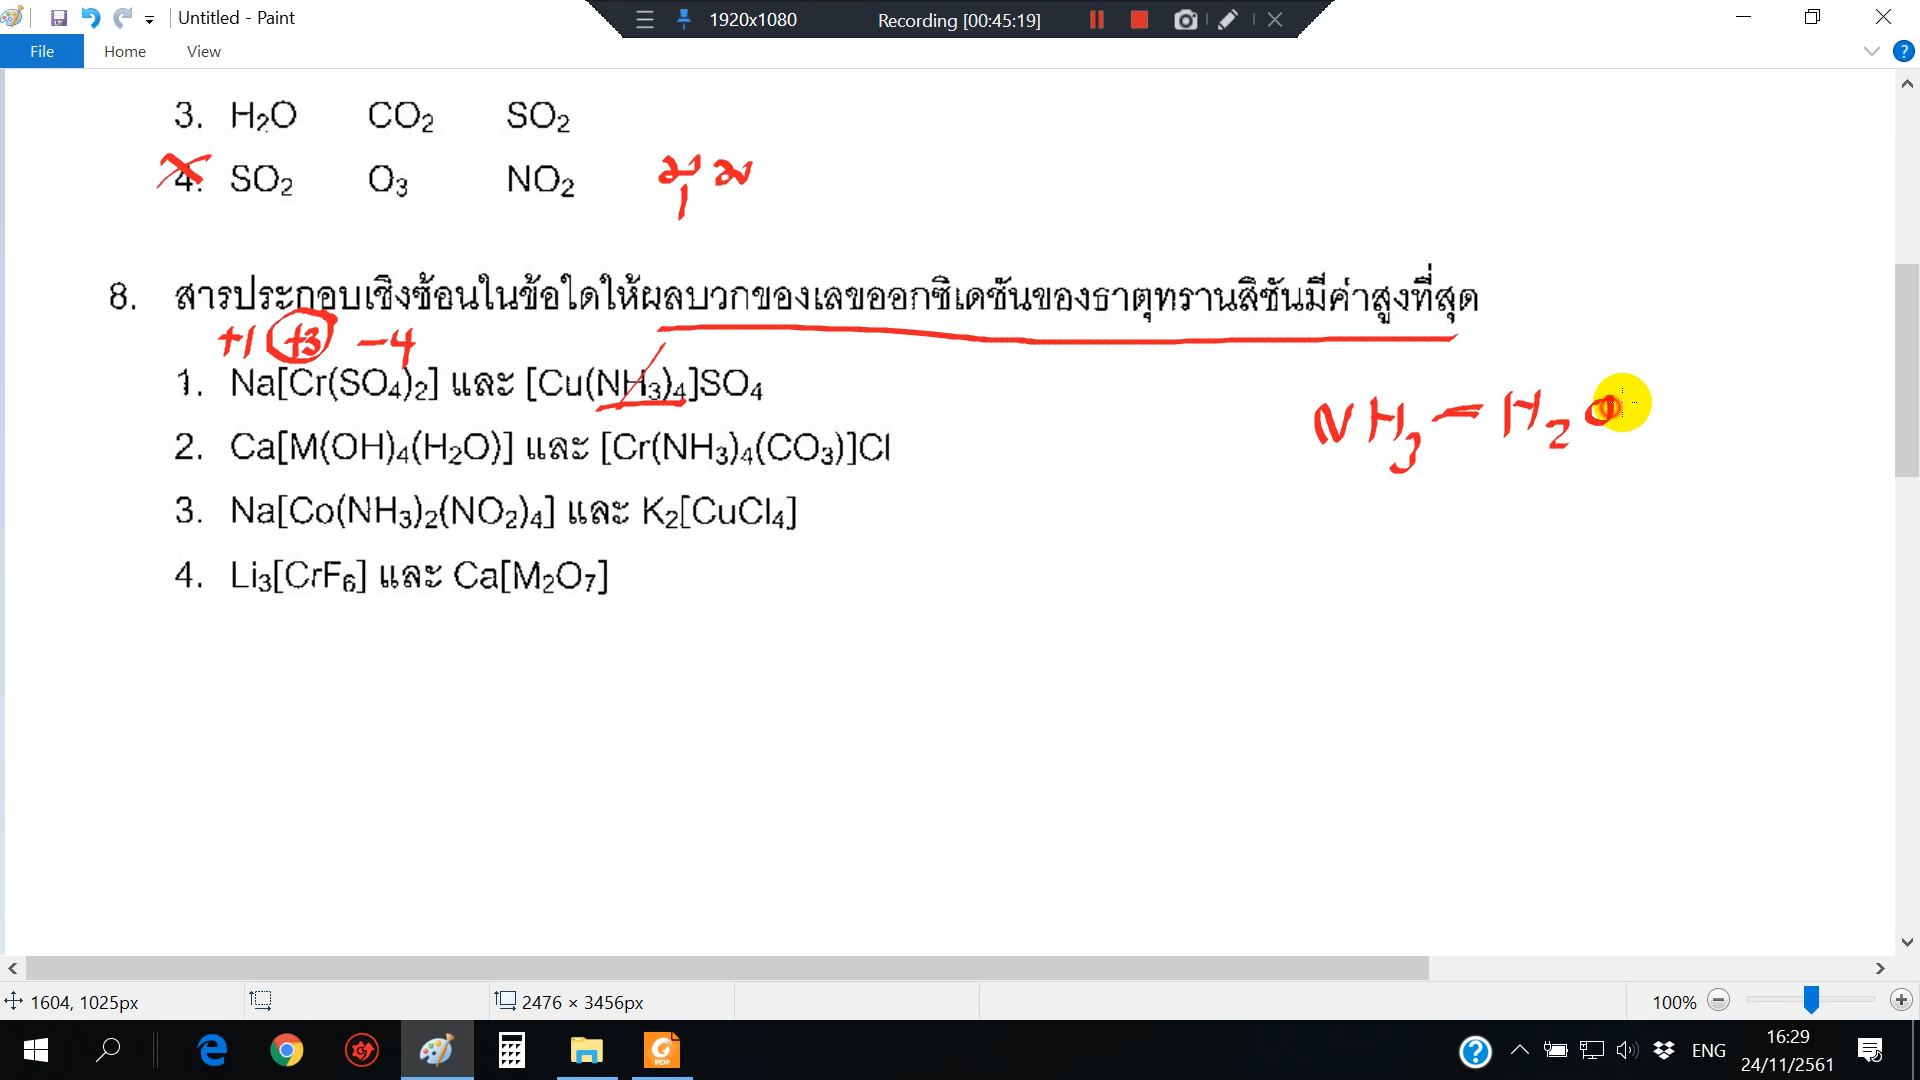 Untitled - Paint
1920x1080
Recording [00:45:19]
File
Home
View
3. H₂O CO₂ SO₂
4. SO₂ O₃ NO₂
8. สารประกอบเชิงซ้อนในข้อใดให้ผลบวกของเลขออกซิเดชันของธาตุทรานสิชันมีค่าสูงที่สุด
+1 +3 -4
1. Na[Cr(SO₄)₂] และ [Cu(NH₃)₄]SO₄
NH₃ - H₂O
2. Ca[M(OH)₄(H₂O)] และ [Cr(NH₃)₄(CO₃)]Cl
3. Na[Co(NH₃)₂(NO₂)₄] และ K₂[CuCl₄]
4. Li₃[CrF₆] และ Ca[M₂O₇]
1604, 1025px
2476 × 3456px
100%
PDF
ENG
16:29
24/11/2561